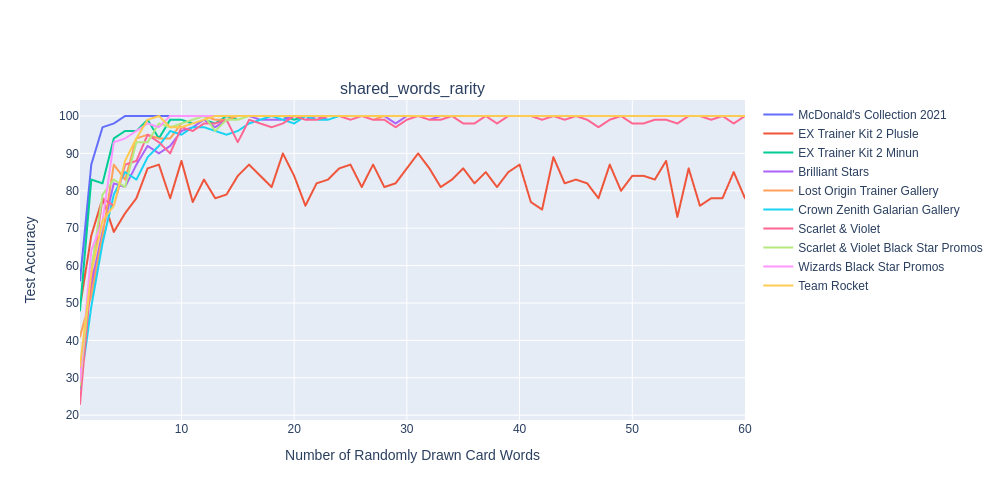 shared_words_rarity
100
90
80
70
60
50
40
30
20
Test Accuracy
10
20
30
40
50
60
Number of Randomly Drawn Card Words
McDonald's Collection 2021
EX Trainer Kit 2 Plusle
EX Trainer Kit 2 Minun
Brilliant Stars
Lost Origin Trainer Gallery
Crown Zenith Galarian Gallery
Scarlet & Violet
Scarlet & Violet Black Star Promos
Wizards Black Star Promos
Team Rocket